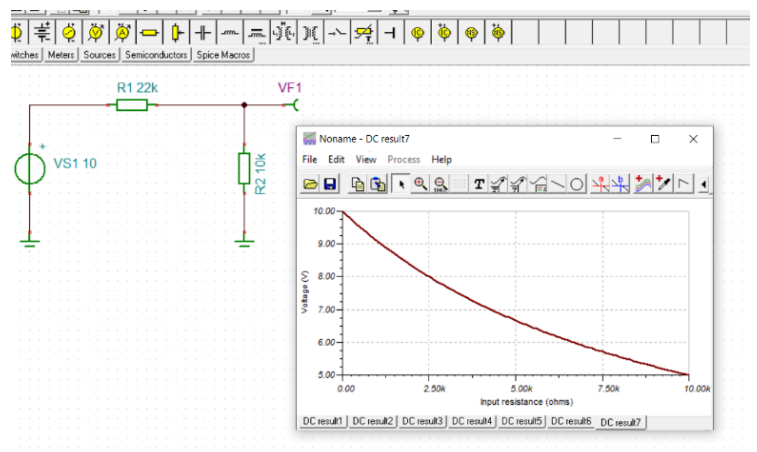 witches Meters Sources Semiconductors Spice Macros
R1 22k
VF1
+
VS1 10
R2 10k
Noname - DC result7
File Edit View Process Help
T
a
b
10.00
9.00
8.00
7.00
6.00
5.00
Voltage (V)
0.00 2.50k 5.00k 7.50k 10.00k
Input resistance (ohms)
DC result1 DC result2 DC result3 DC result4 DC result5 DC result6 DC result7